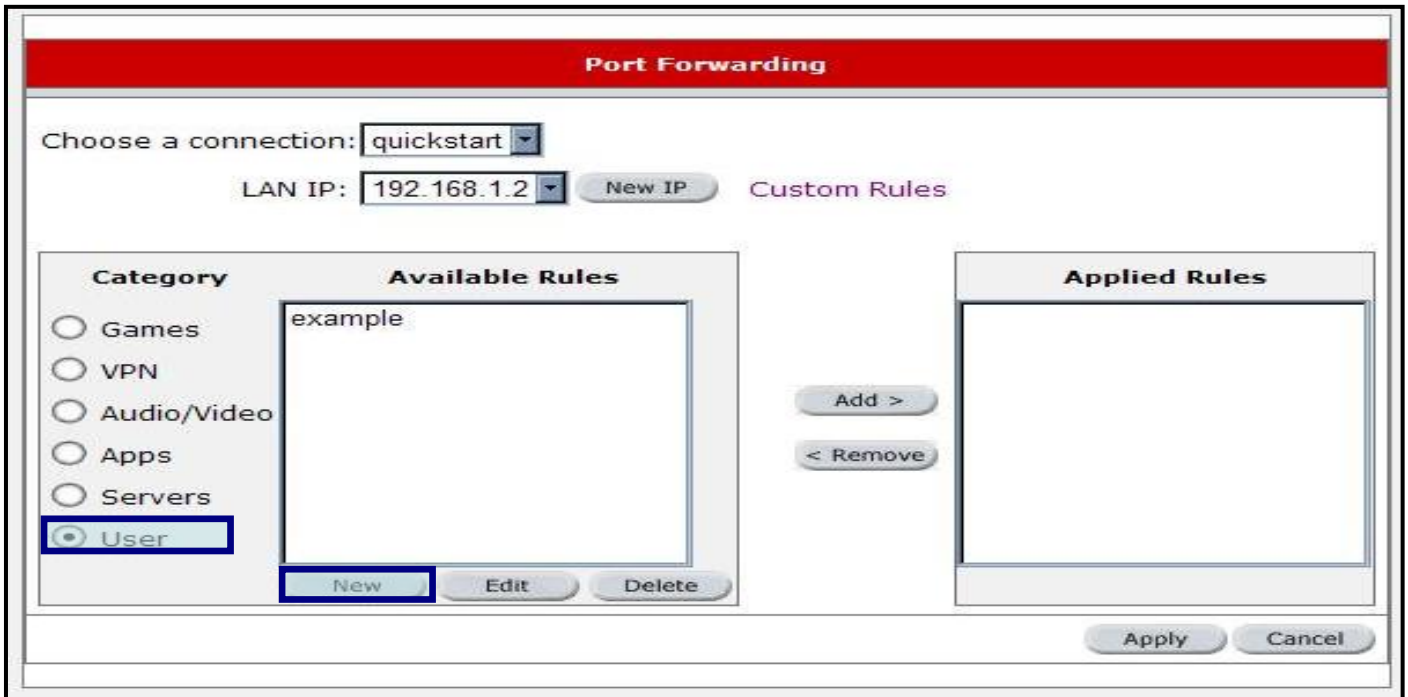 Port Forwarding
Choose a connection: quickstart
LAN IP: 192.168.1.2 New IP Custom Rules
Category Available Rules Applied Rules
Games example
VPN
Audio/Video
Add >
Apps
< Remove
Servers
User
New Edit Delete
Apply Cancel